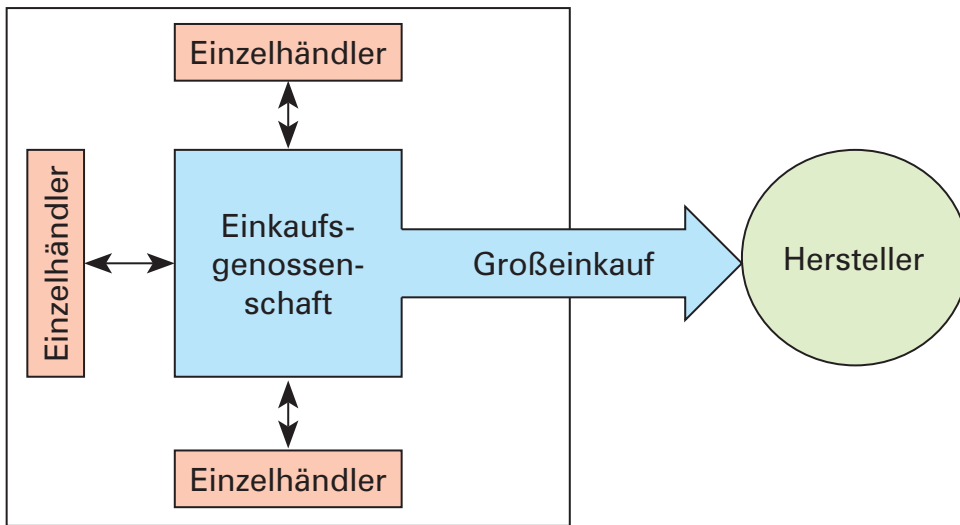 Einzelhändler
Einzelhändler
Einkaufs-
genossen-
schaft
Großeinkauf
Hersteller
Einzelhändler